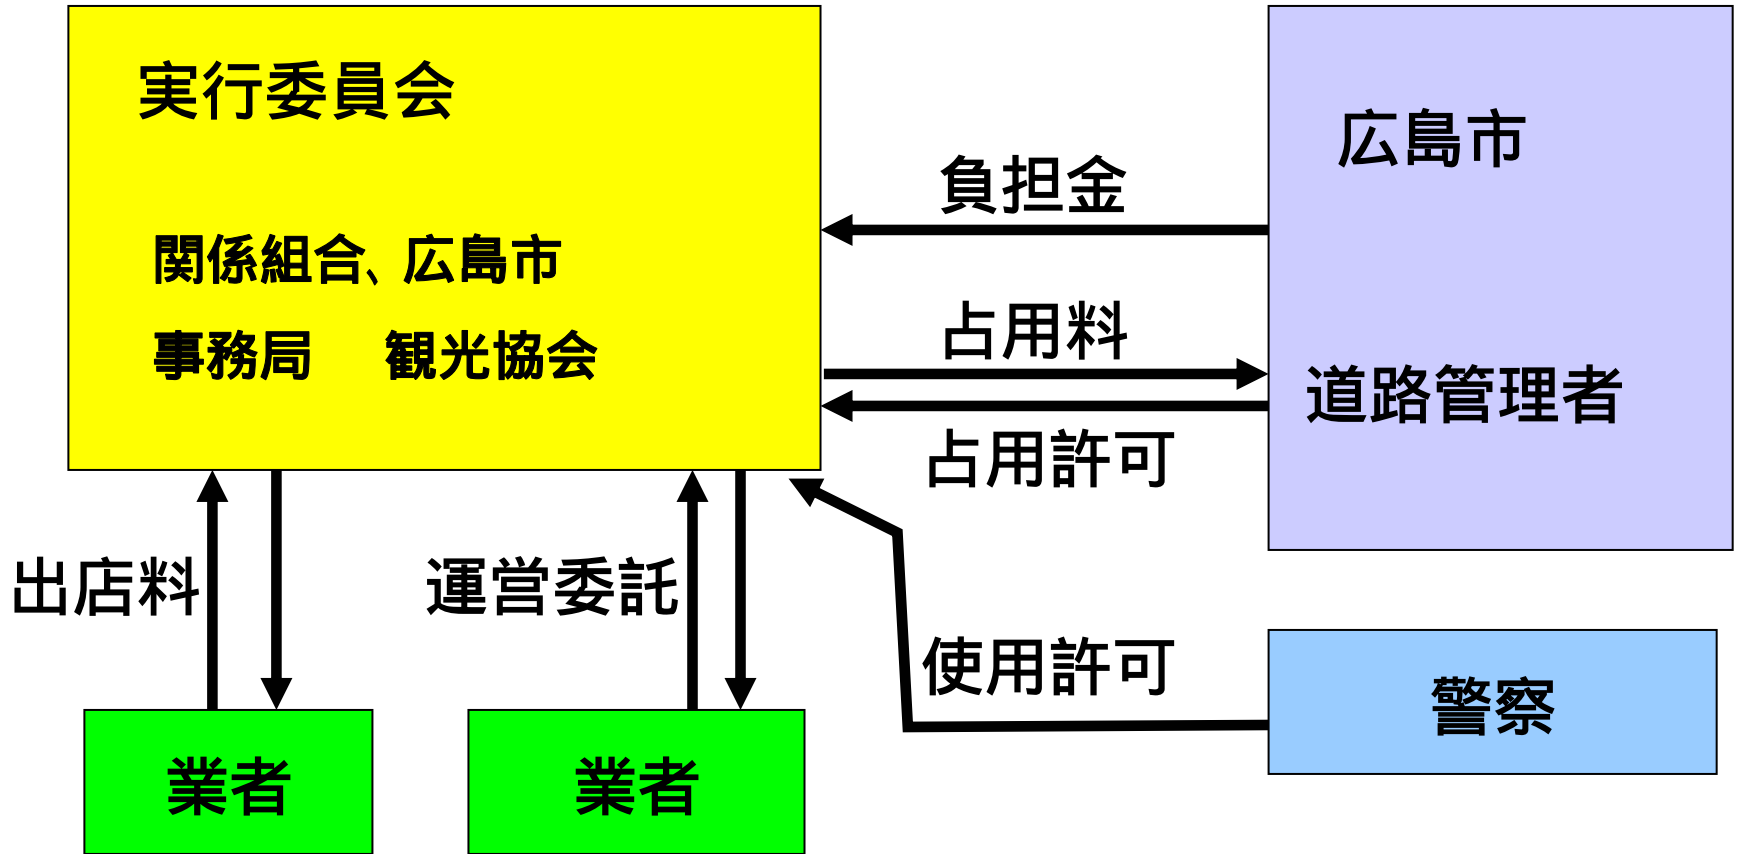 実行委員会
関係組合、広島市
事務局　観光協会
広島市
道路管理者
負担金
占用料
占用許可
出店料
運営委託
使用許可
業者
業者
警察